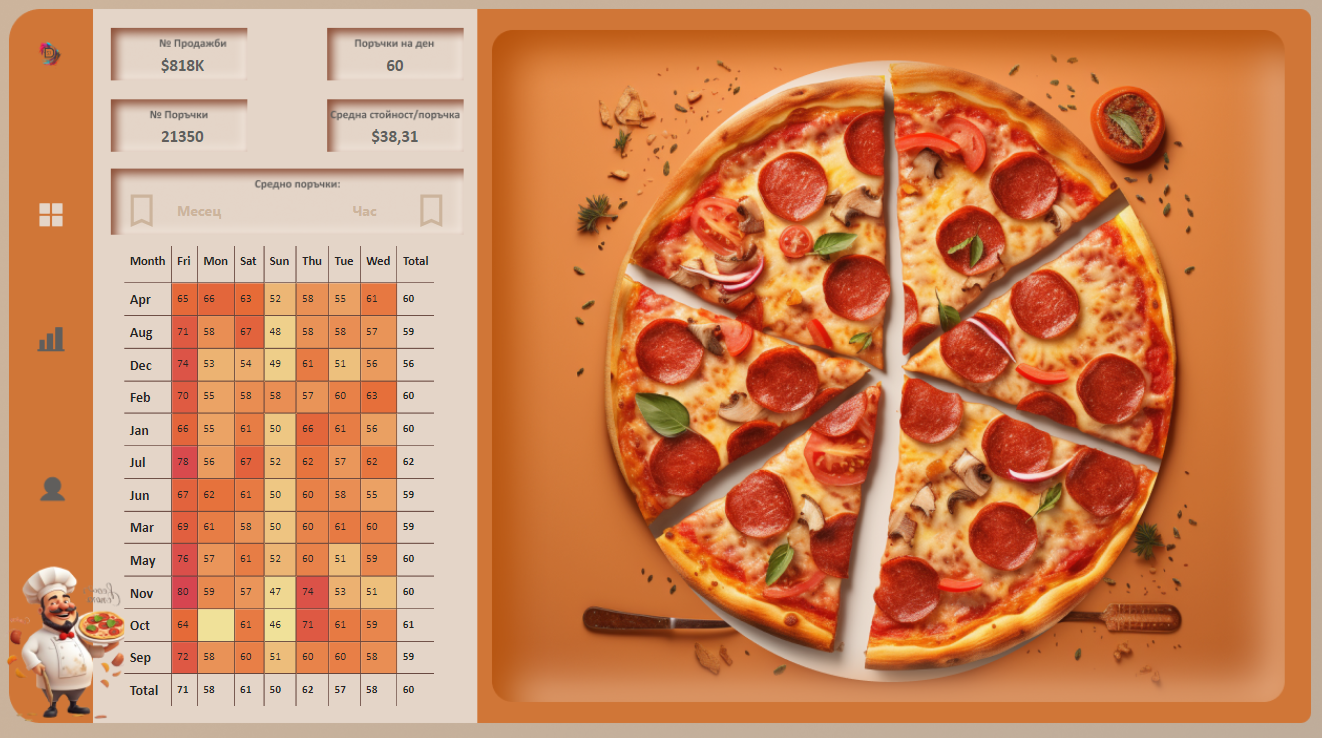 № Продажби
$818K
Поръчки на ден
60
№ Поръчки
21350
Средна стойност/поръчка
$38,31
Средно поръчки:
Месец Час
Month Fri Mon Sat Sun Thu Tue Wed Total
Apr 65 66 63 52 58 55 61 60
Aug 71 58 67 48 58 58 57 59
Dec 74 53 54 49 61 51 56 56
Feb 70 55 58 58 57 60 63 60
Jan 66 55 61 50 66 61 56 60
Jul 78 56 67 52 62 57 62 62
Jun 67 62 61 50 60 58 55 59
Mar 69 61 58 50 60 61 60 59
May 76 57 61 52 60 51 59 60
Nov 80 59 57 47 74 53 51 60
Oct 64 61 46 71 61 59 61
Sep 72 58 60 51 60 60 58 59
Total 71 58 61 50 62 57 58 60